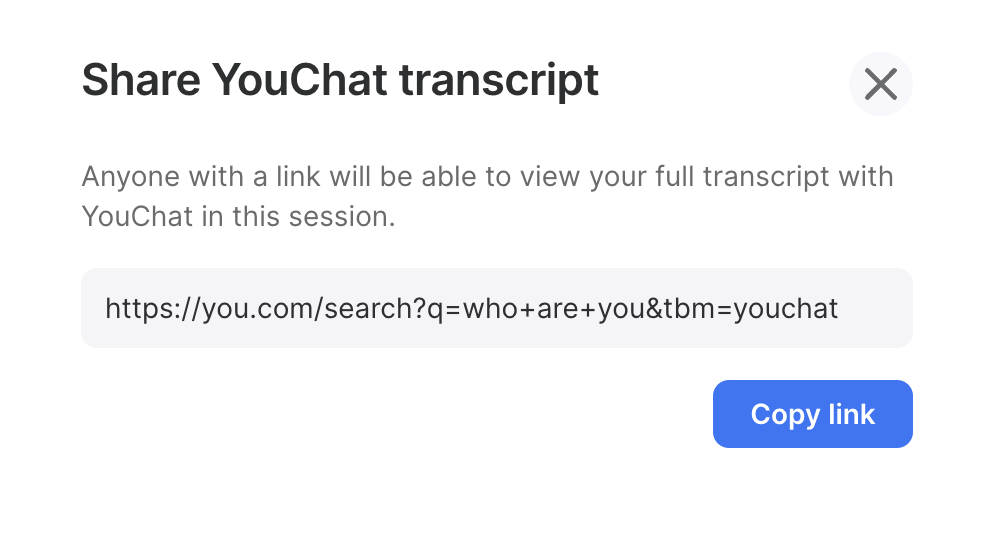 Share YouChat transcript
Anyone with a link will be able to view your full transcript with
YouChat in this session.
https://you.com/search?q=who+are+you&tbm=youchat
Copy link